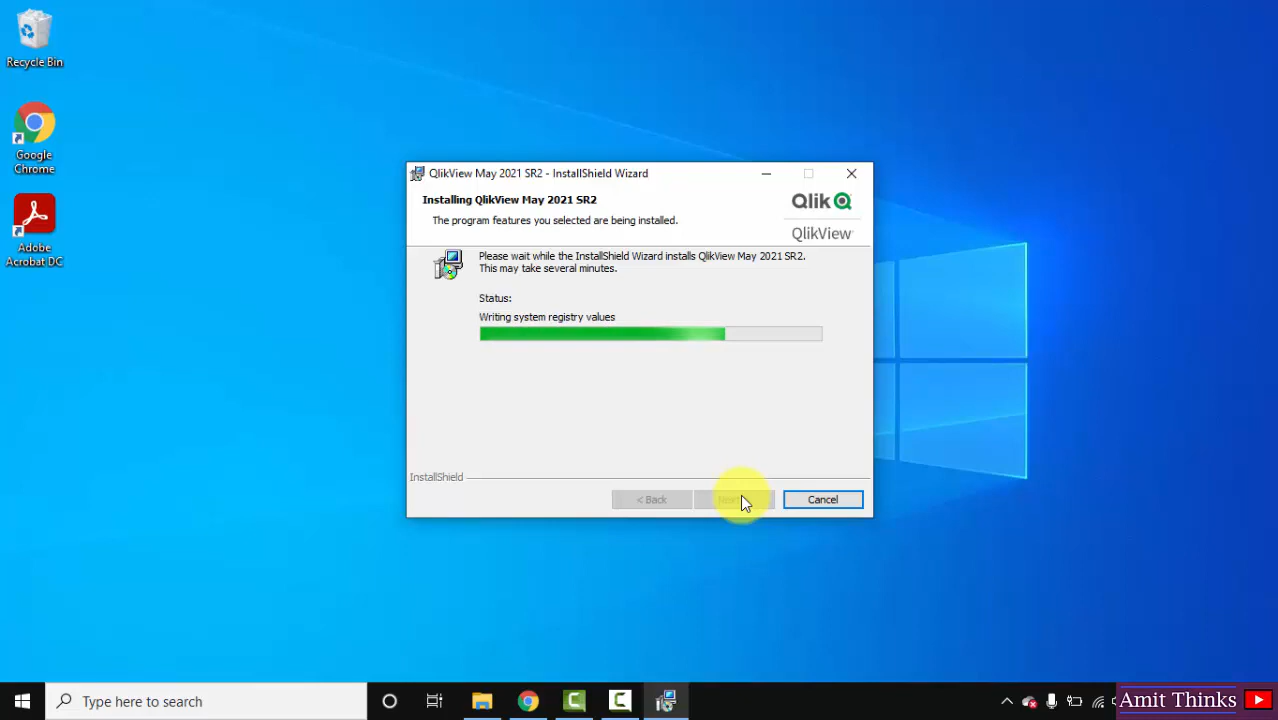 Recycle Bin
Google
Chrome
Adobe
Acrobat DC
QlikView May 2021 SR2 - InstallShield Wizard
Installing QlikView May 2021 SR2
The program features you selected are being installed.
Qlik
QlikView
Please wait while the InstallShield Wizard installs QlikView May 2021 SR2.
This may take several minutes.
Status:
Writing system registry values
InstallShield
< Back
Cancel
Type here to search
Amit Thinks